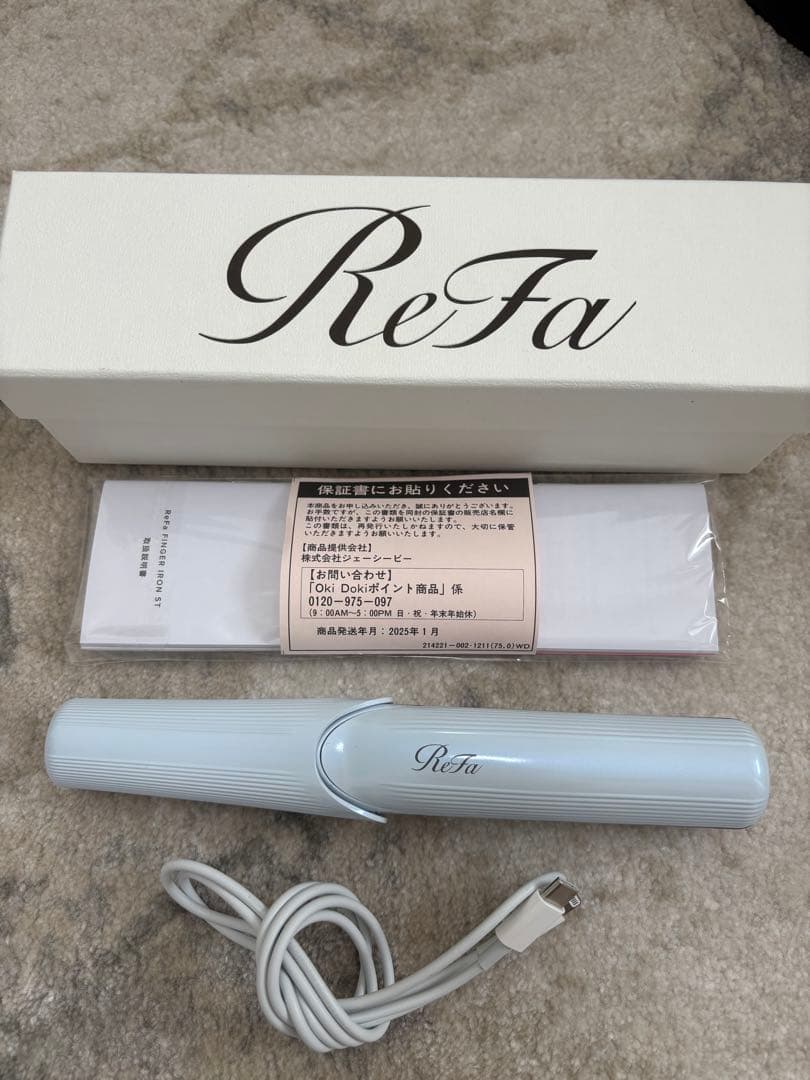 ReFa
ReFa FINGER IRON ST
取扱説明書
保証書にお貼りください
本商品をお申し込みいただき、誠にありがとうございます。
お手数ですが、この書類を同封の保証書の販売店名欄に
貼付いただきますようお願いいたします。
この書類は、再発行いたしかねますので、大切に保管
いただきますようお願いいたします。
【商品提供会社】
株式会社ジェーシービー
【お問い合わせ】
「Oki Dokiポイント商品」係
0120-975-097
(9:00AM～5:00PM 日・祝・年末年始休)
商品発送年月：2025年1月
214221-002-1211(75.0)WD
ReFa